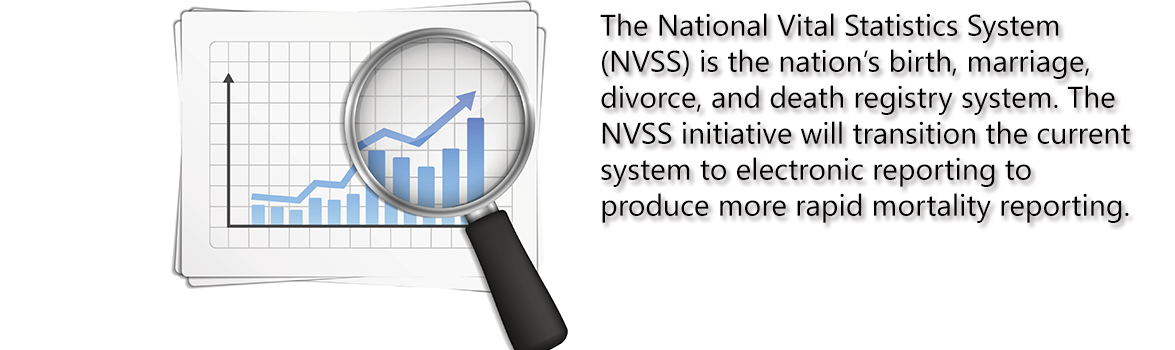 The National Vital Statistics System
(NVSS) is the nation’s birth, marriage,
divorce, and death registry system. The
NVSS initiative will transition the current
system to electronic reporting to
produce more rapid mortality reporting.